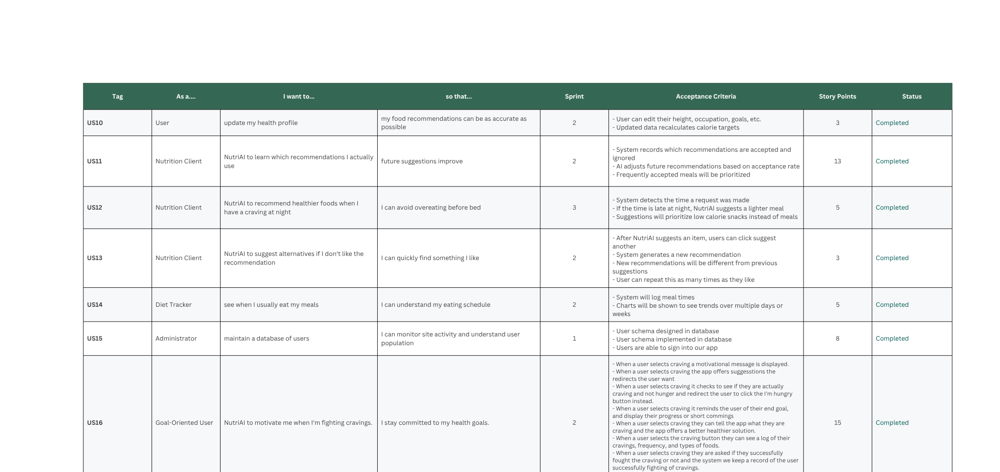 Tag As a.... I want to... so that... Sprint Acceptance Criteria Story Points Status
US10
User
update my health profile
my food recommendations can be as accurate as
possible
2
- User can edit their height, occupation, goals, etc.
- Updated data recalculates calorie targets
3
Completed
US11
Nutrition Client
NutriAI to learn which recommendations I actually
use
future suggestions improve
2
- System records which recommendations are accepted and
ignored
- AI adjusts future recommendations based on acceptance rate
- Frequently accepted meals will be prioritized
13
Completed
US12
Nutrition Client
NutriAI to recommend healthier foods when I
have a craving at night
I can avoid overeating before bed
3
- System detects the time a request was made
- If the time is late at night, NutriAI suggests a lighter meal
- Suggestions will prioritize low calorie snacks instead of meals
5
Completed
US13
Nutrition Client
NutriAI to suggest alternatives if I don't like the
recommendation
I can quickly find something I like
2
- After NutriAI suggests an item, users can click suggest
another
- System generates a new recommendation
- New recommendations will be different from previous
suggestions
- User can repeat this as many times as they like
3
Completed
US14
Diet Tracker
see when I usually eat my meals
I can understand my eating schedule
2
- System will log meal times
- Charts will be shown to see trends over multiple days or
weeks
5
Completed
US15
Administrator
maintain a database of users
I can monitor site activity and understand user
population
1
- User schema designed in database
- User schema implemented in database
- Users are able to sign into our app
8
Completed
US16
Goal-Oriented User
NutriAI to motivate me when I'm fighting cravings.
I stay committed to my health goals.
2
- When a user selects craving a motivational message is displayed.
- When a user selects craving the app offers suggesstions the
redirects the user want
- When a user selects craving it checks to see if they are actually
craving and not hunger and redirect the user to click the I'm hungry
button instead.
- When a user selects craving it reminds the user of their end goal,
and display their progress or short commings
- When a user selects craving they can tell the app what they are
craving and the app offers a better healthier solution.
- When a user selects the craving button they can see a log of their
cravings, frequency, and types of foods.
- When a user selects craving they are asked if they successfully
fought the craving or not and the system we keep a record of the user
successfully fighting of cravings.
15
Completed